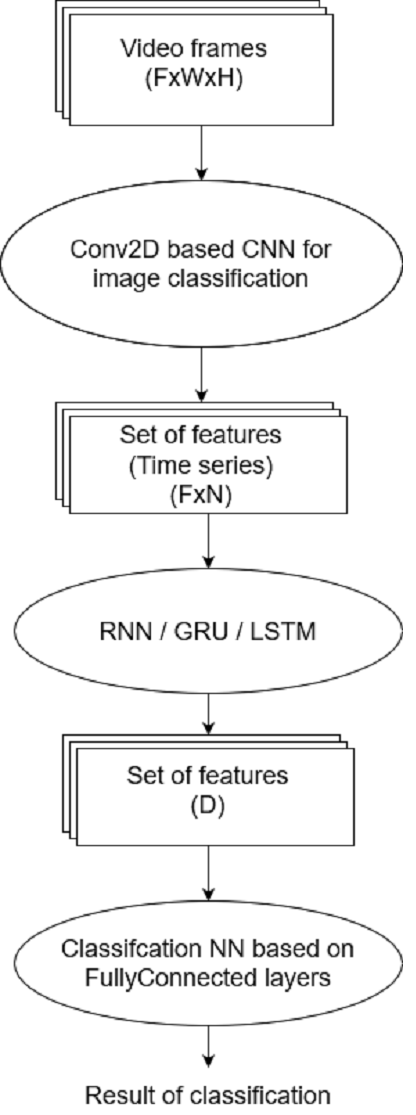 Video frames
(FxWxH)
Conv2D based CNN for
image classification
Set of features
(Time series)
(FxN)
RNN / GRU / LSTM
Set of features
(D)
Classifcation NN based on
FullyConnected layers
Result of classification